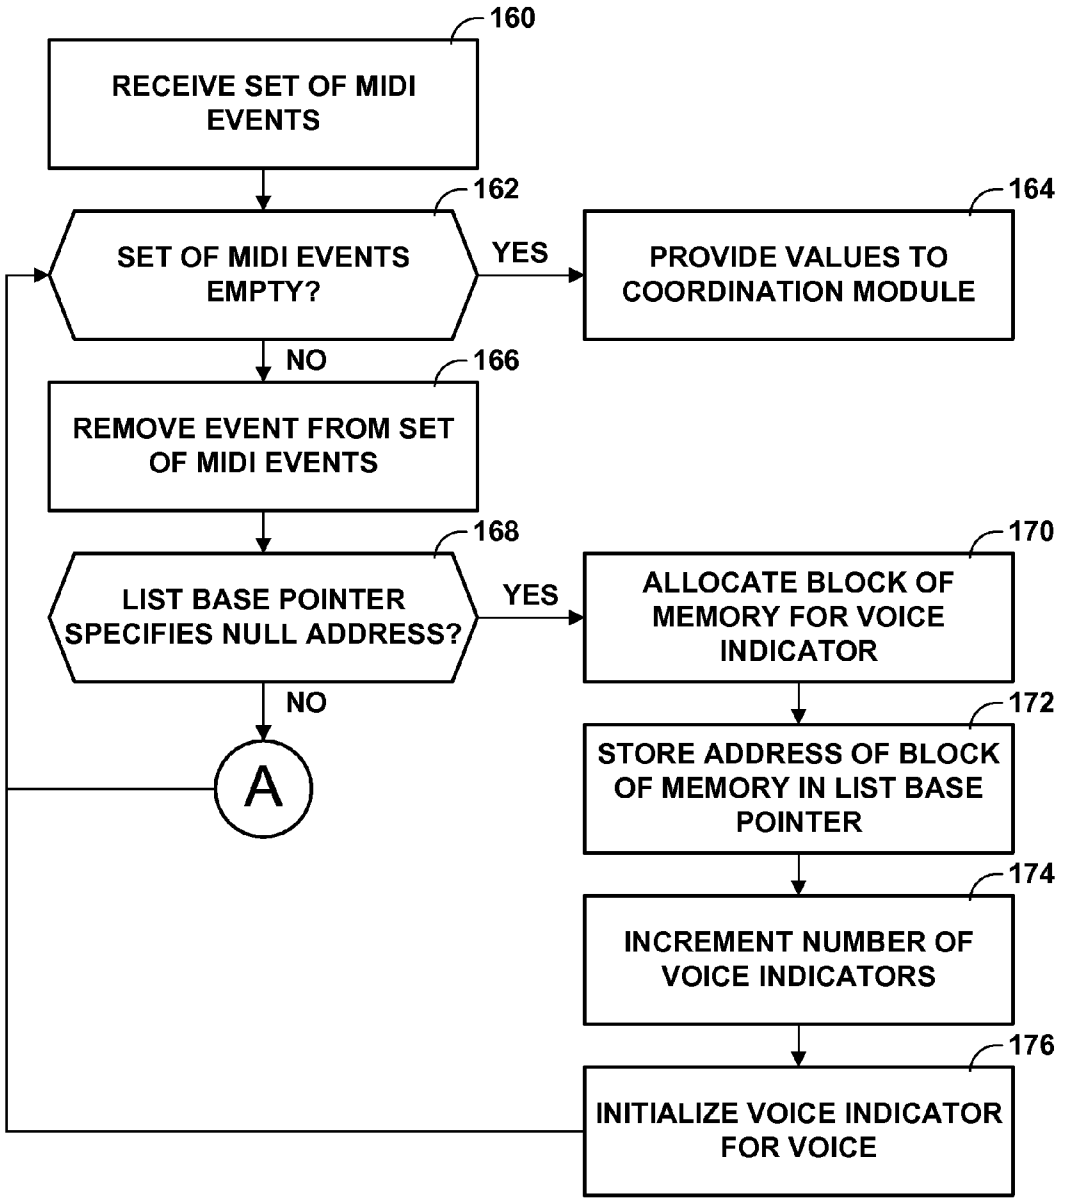 160
RECEIVE SET OF MIDI
EVENTS
162
SET OF MIDI EVENTS
EMPTY?
YES
164
PROVIDE VALUES TO
COORDINATION MODULE
NO
166
REMOVE EVENT FROM SET
OF MIDI EVENTS
168
LIST BASE POINTER
SPECIFIES NULL ADDRESS?
YES
170
ALLOCATE BLOCK OF
MEMORY FOR VOICE
INDICATOR
NO
A
172
STORE ADDRESS OF BLOCK
OF MEMORY IN LIST BASE
POINTER
174
INCREMENT NUMBER OF
VOICE INDICATORS
176
INITIALIZE VOICE INDICATOR
FOR VOICE